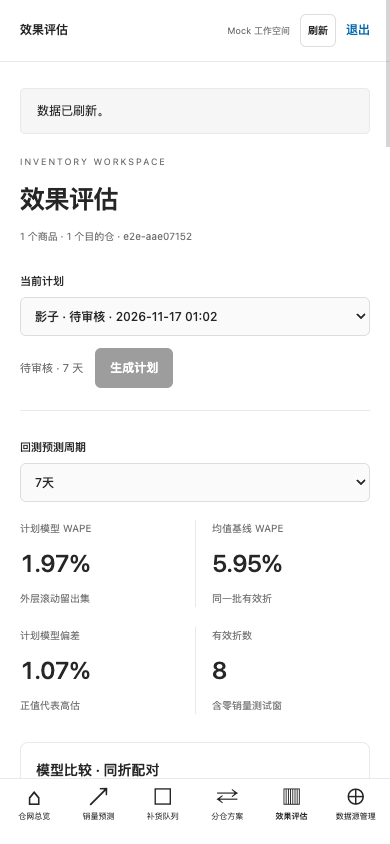 效果评估
Mock 工作空间
刷新
退出
数据已刷新。
INVENTORY WORKSPACE
效果评估
1 个商品 · 1 个目的仓 · e2e-aae07152
当前计划
影子 · 待审核 · 2026-11-17 01:02
待审核 · 7 天
生成计划
回测预测周期
7天
计划模型 WAPE
1.97%
外层滚动留出集
均值基线 WAPE
5.95%
同一批有效折
计划模型偏差
1.07%
正值代表高估
有效折数
8
含零销量测试窗
模型比较 · 同折配对
仓网总览
销量预测
补货队列
分仓方案
效果评估
数据源管理